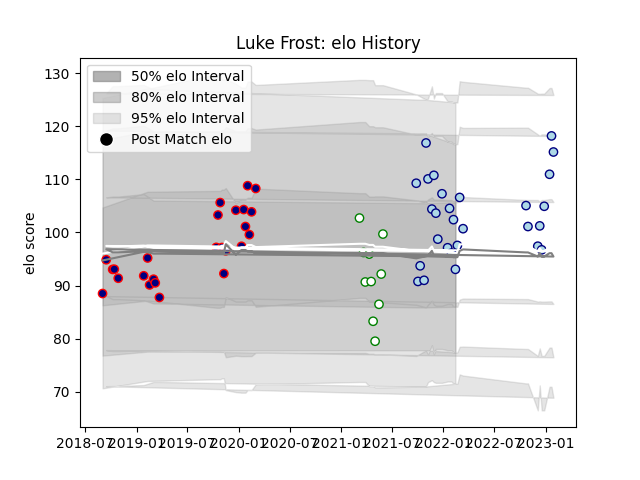 Luke Frost: elo History
50% elo Interval
80% elo Interval
95% elo Interval
Post Match elo
elo score
130
120
110
100
90
80
70
2018-07 2019-01 2019-07 2020-01 2020-07 2021-01 2021-07 2022-01 2022-07 2023-01